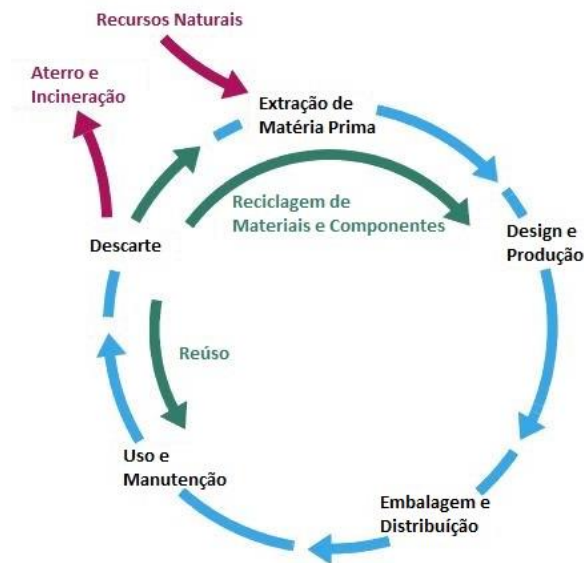 Recursos Naturais
Aterro e
Incineração
Extração de
Matéria Prima
Reciclagem de
Materiais e Componentes
Descarte
Design e
Produção
Reúso
Uso e
Manutenção
Embalagem e
Distribuíção